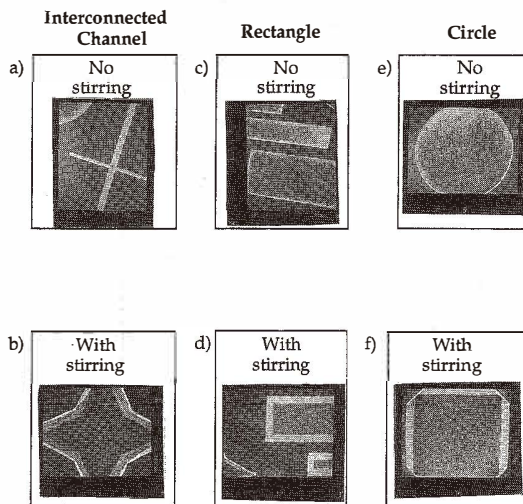 Interconnected
Channel
Rectangle
Circle
a)
No
stirring
c)
No
stirring
e)
No
stirring
b)
With
stirring
d)
With
stirring
f)
With
stirring